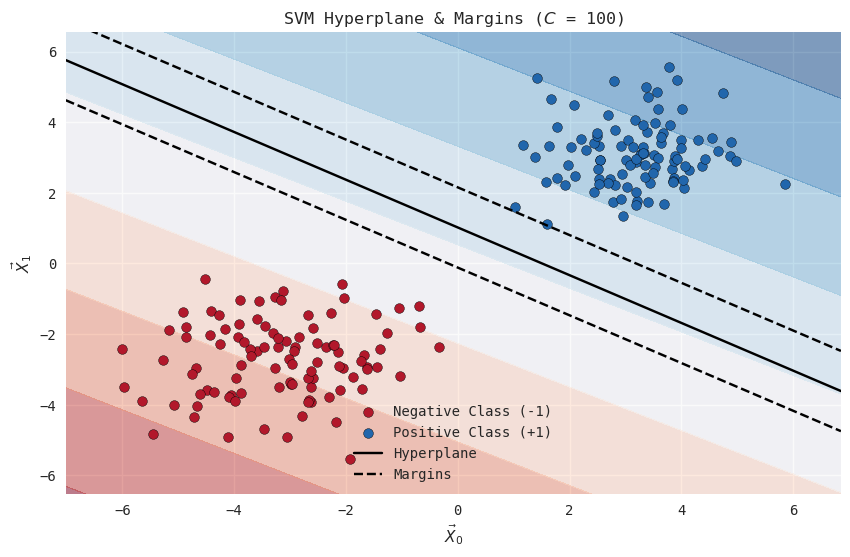 SVM Hyperplane & Margins (C = 100)
6
4
2
0
−2
−4
−6
X⃗₁
Negative Class (-1)
Positive Class (+1)
Hyperplane
Margins
−6 −4 −2 0 2 4 6
X⃗₀